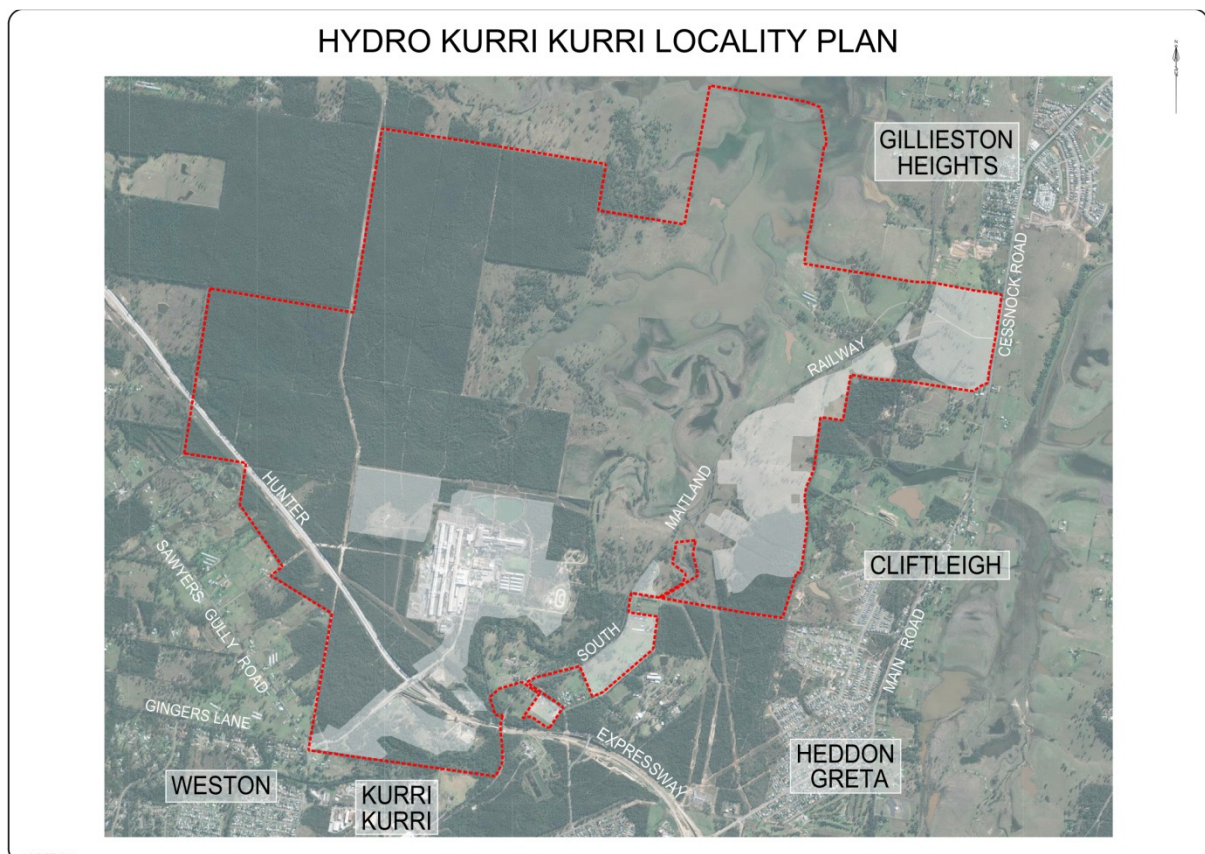 HYDRO KURRI KURRI LOCALITY PLAN
N
GILLIESTON
HEIGHTS
CESSNOCK ROAD
RAILWAY
MAITLAND
HUNTER
SAWYERS GULLY ROAD
CLIFTLEIGH
SOUTH
MAIN ROAD
GINGERS LANE
EXPRESSWAY
HEDDON
GRETA
WESTON
KURRI
KURRI